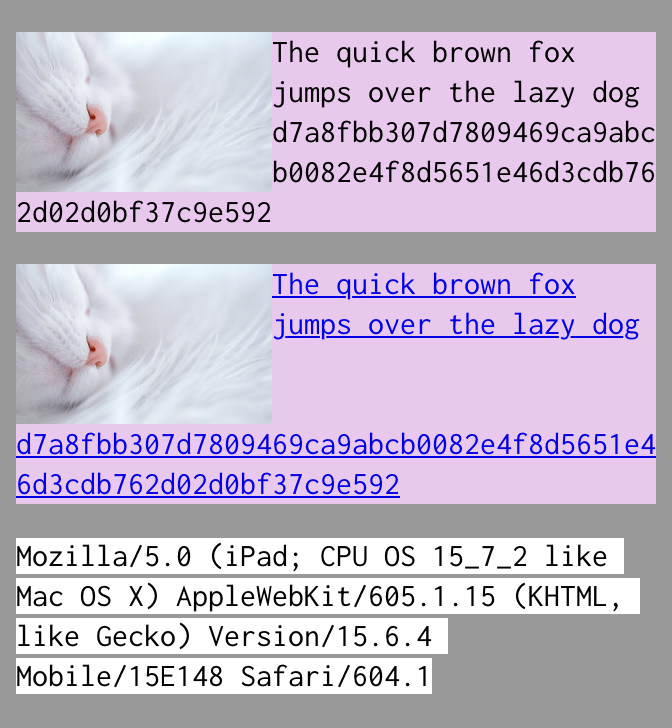 The quick brown fox
jumps over the lazy dog
d7a8fbb307d7809469ca9abc
b0082e4f8d5651e46d3cdb76
2d02d0bf37c9e592
The quick brown fox
jumps over the lazy dog
d7a8fbb307d7809469ca9abcb0082e4f8d5651e4
6d3cdb762d02d0bf37c9e592
Mozilla/5.0 (iPad; CPU OS 15_7_2 like
Mac OS X) AppleWebKit/605.1.15 (KHTML,
like Gecko) Version/15.6.4
Mobile/15E148 Safari/604.1